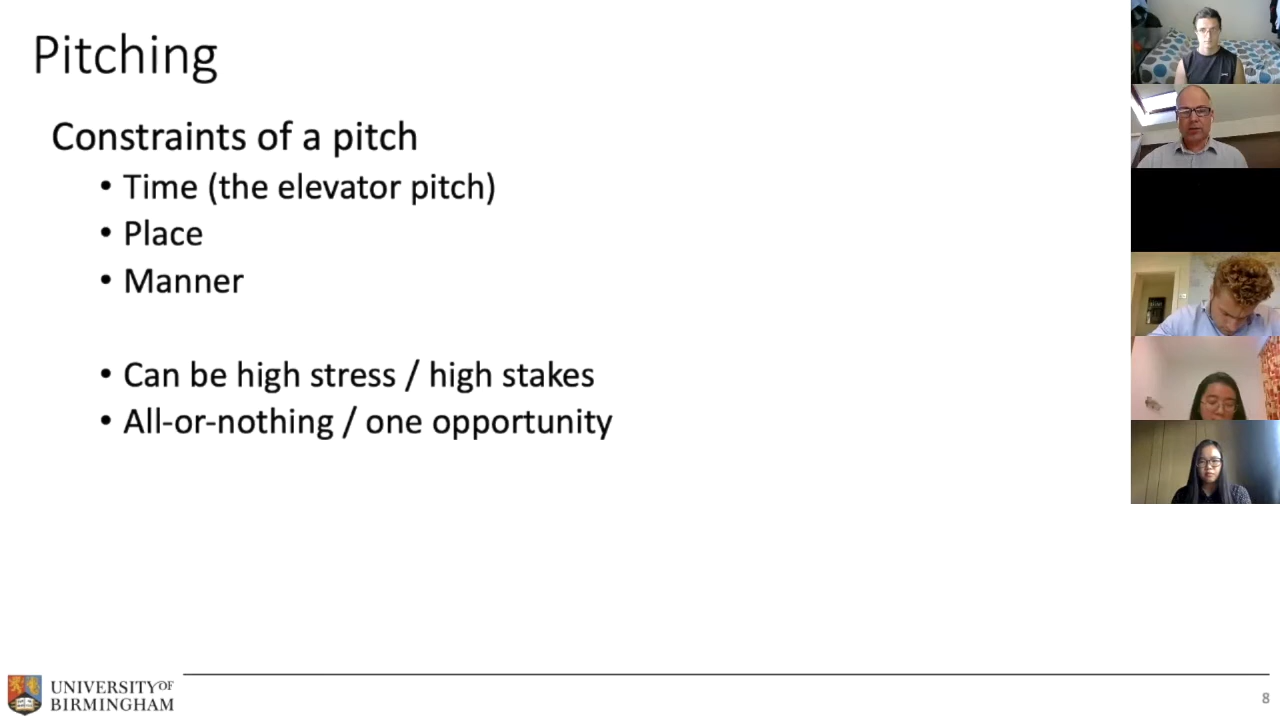 Pitching
Constraints of a pitch
• Time (the elevator pitch)
• Place
• Manner
• Can be high stress / high stakes
• All-or-nothing / one opportunity
UNIVERSITY OF
BIRMINGHAM
8